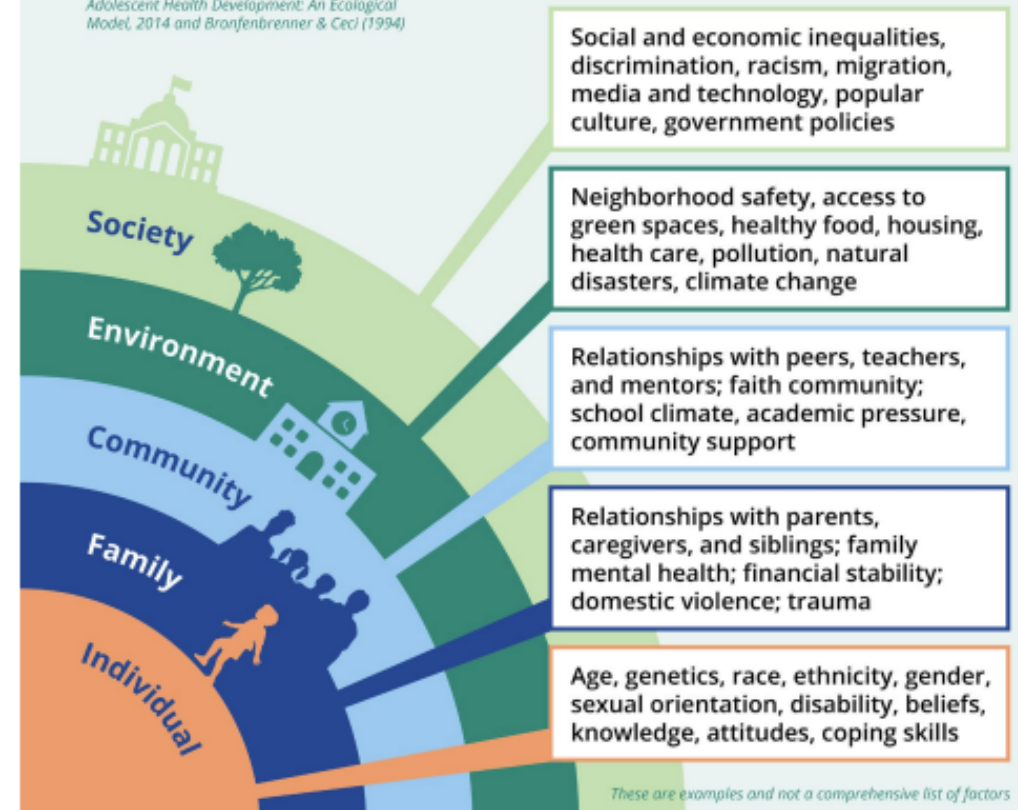 Adolescent Health Development: An Ecological
Model, 2014 and Bronfenbrenner & Ceci (1994)
Social and economic inequalities,
discrimination, racism, migration,
media and technology, popular
culture, government policies
Society
Neighborhood safety, access to
green spaces, healthy food, housing,
health care, pollution, natural
disasters, climate change
Environment
Relationships with peers, teachers,
and mentors; faith community;
school climate, academic pressure,
community support
Community
Relationships with parents,
caregivers, and siblings; family
mental health; financial stability;
domestic violence; trauma
Family
Age, genetics, race, ethnicity, gender,
sexual orientation, disability, beliefs,
knowledge, attitudes, coping skills
Individual
These are examples and not a comprehensive list of factors